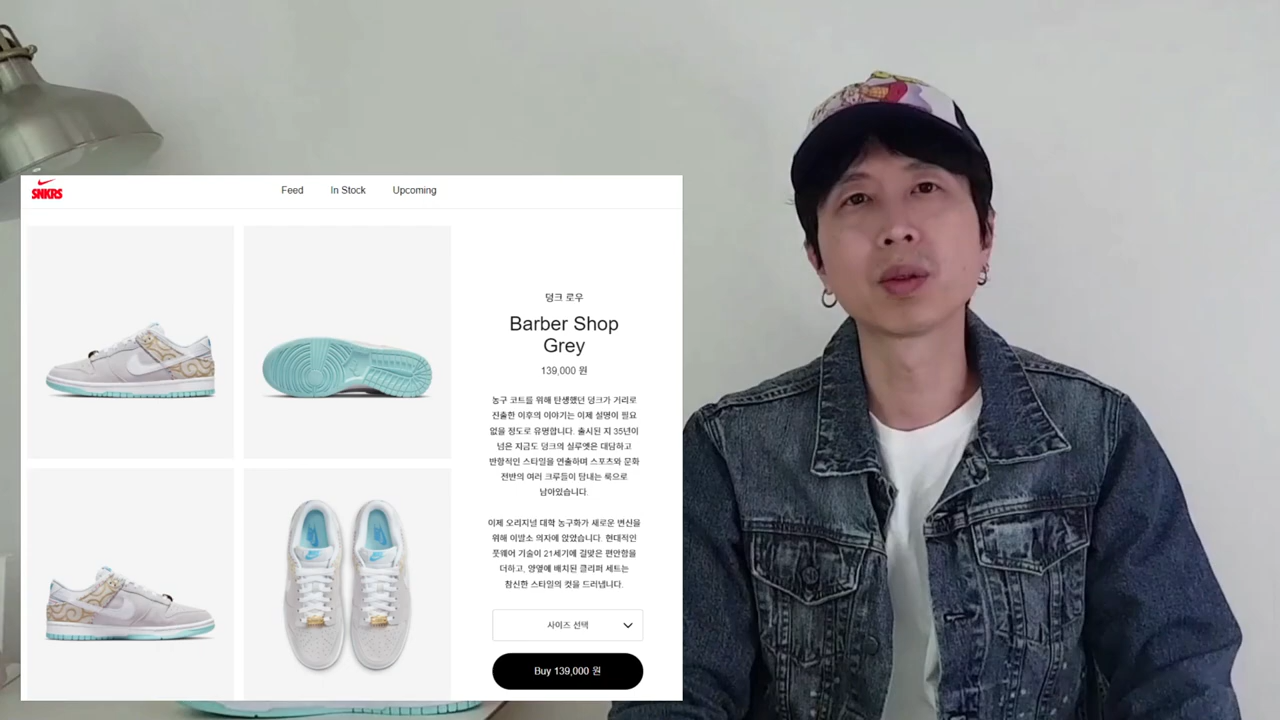 SNKRS
Feed
In Stock
Upcoming
덩크 로우
Barber Shop
Grey
139,000 원
농구 코트를 위해 탄생했던 덩크가 거리로
진출한 이후의 이야기는 이제 설명이 필요
없을 정도로 유명합니다. 출시된 지 35년이
넘은 지금도 덩크의 실루엣은 대담하고
반항적인 스타일을 연출하며 스포츠와 문화
전반의 여러 크루들이 탐내는 룩으로
남아있습니다.
이제 오리지널 대학 농구화가 새로운 변신을
위해 이발소 의자에 앉았습니다. 현대적인
풋웨어 기술이 21세기에 걸맞은 편안함을
더하고, 양옆에 배치된 클리퍼 세트는
참신한 스타일의 컷을 드러냅니다.
사이즈 선택
Buy 139,000 원